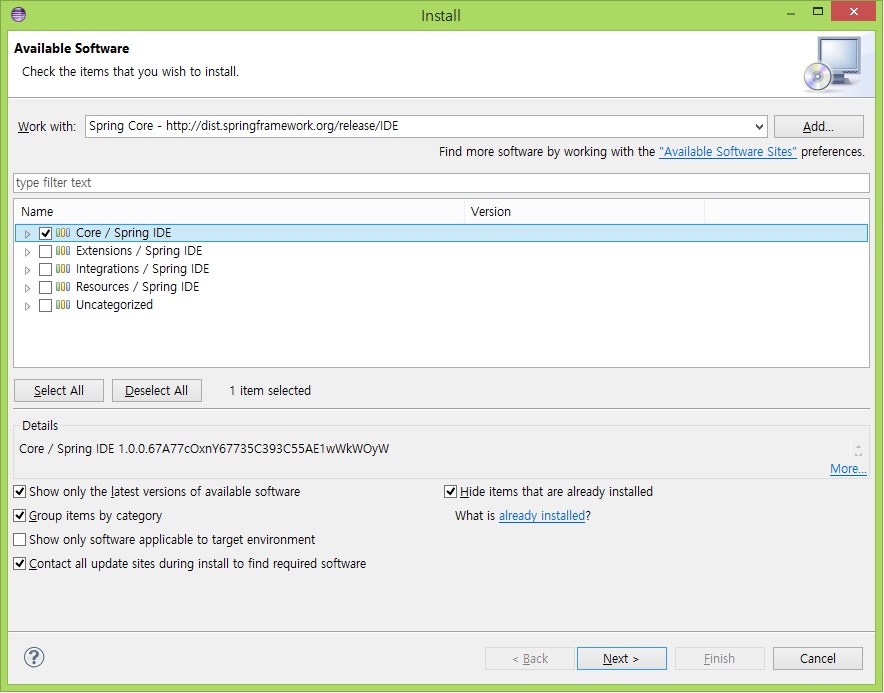 Install
Available Software
Check the items that you wish to install.
Work with: Spring Core - http://dist.springframework.org/release/IDE Add...
Find more software by working with the "Available Software Sites" preferences.
type filter text
Name Version
Core / Spring IDE
Extensions / Spring IDE
Integrations / Spring IDE
Resources / Spring IDE
Uncategorized
Select All Deselect All 1 item selected
Details
Core / Spring IDE 1.0.0.67A77cOxnY67735C393C55AE1wWkWOyW
More...
Show only the latest versions of available software Hide items that are already installed
Group items by category What is already installed?
Show only software applicable to target environment
Contact all update sites during install to find required software
? < Back Next > Finish Cancel